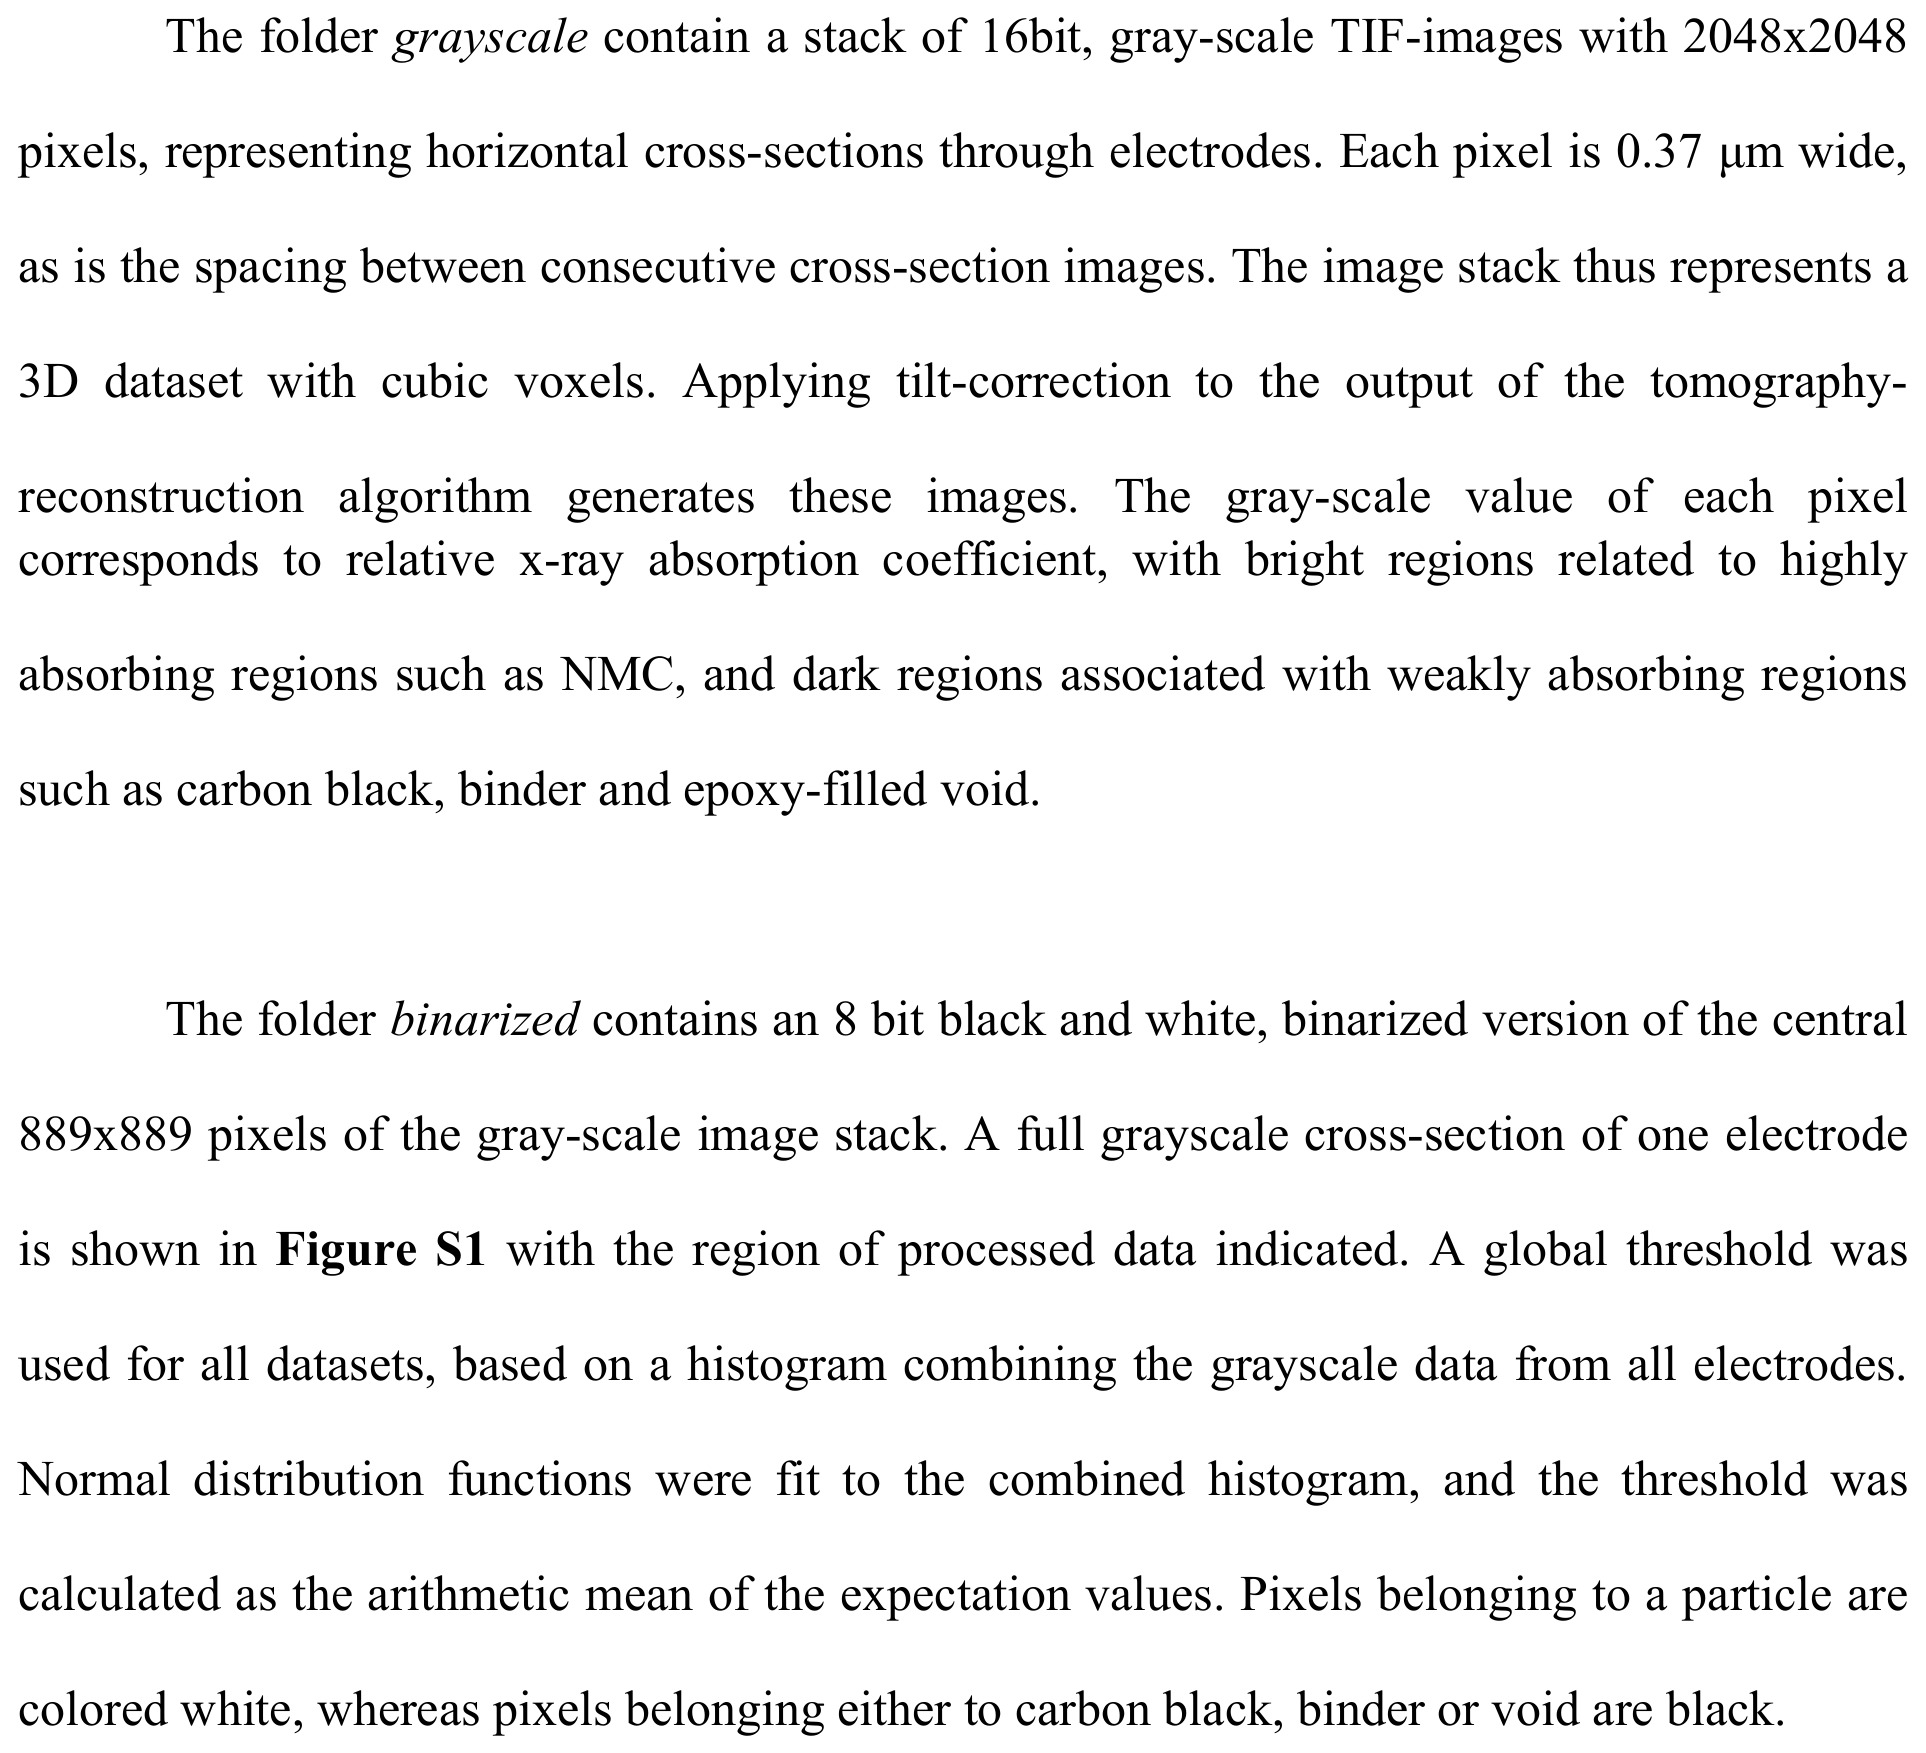 The folder grayscale contain a stack of 16bit, gray-scale TIF-images with 2048x2048
pixels, representing horizontal cross-sections through electrodes. Each pixel is 0.37 μm wide,
as is the spacing between consecutive cross-section images. The image stack thus represents a
3D dataset with cubic voxels. Applying tilt-correction to the output of the tomography-
reconstruction algorithm generates these images. The gray-scale value of each pixel
corresponds to relative x-ray absorption coefficient, with bright regions related to highly
absorbing regions such as NMC, and dark regions associated with weakly absorbing regions
such as carbon black, binder and epoxy-filled void.
The folder binarized contains an 8 bit black and white, binarized version of the central
889x889 pixels of the gray-scale image stack. A full grayscale cross-section of one electrode
is shown in Figure S1 with the region of processed data indicated. A global threshold was
used for all datasets, based on a histogram combining the grayscale data from all electrodes.
Normal distribution functions were fit to the combined histogram, and the threshold was
calculated as the arithmetic mean of the expectation values. Pixels belonging to a particle are
colored white, whereas pixels belonging either to carbon black, binder or void are black.